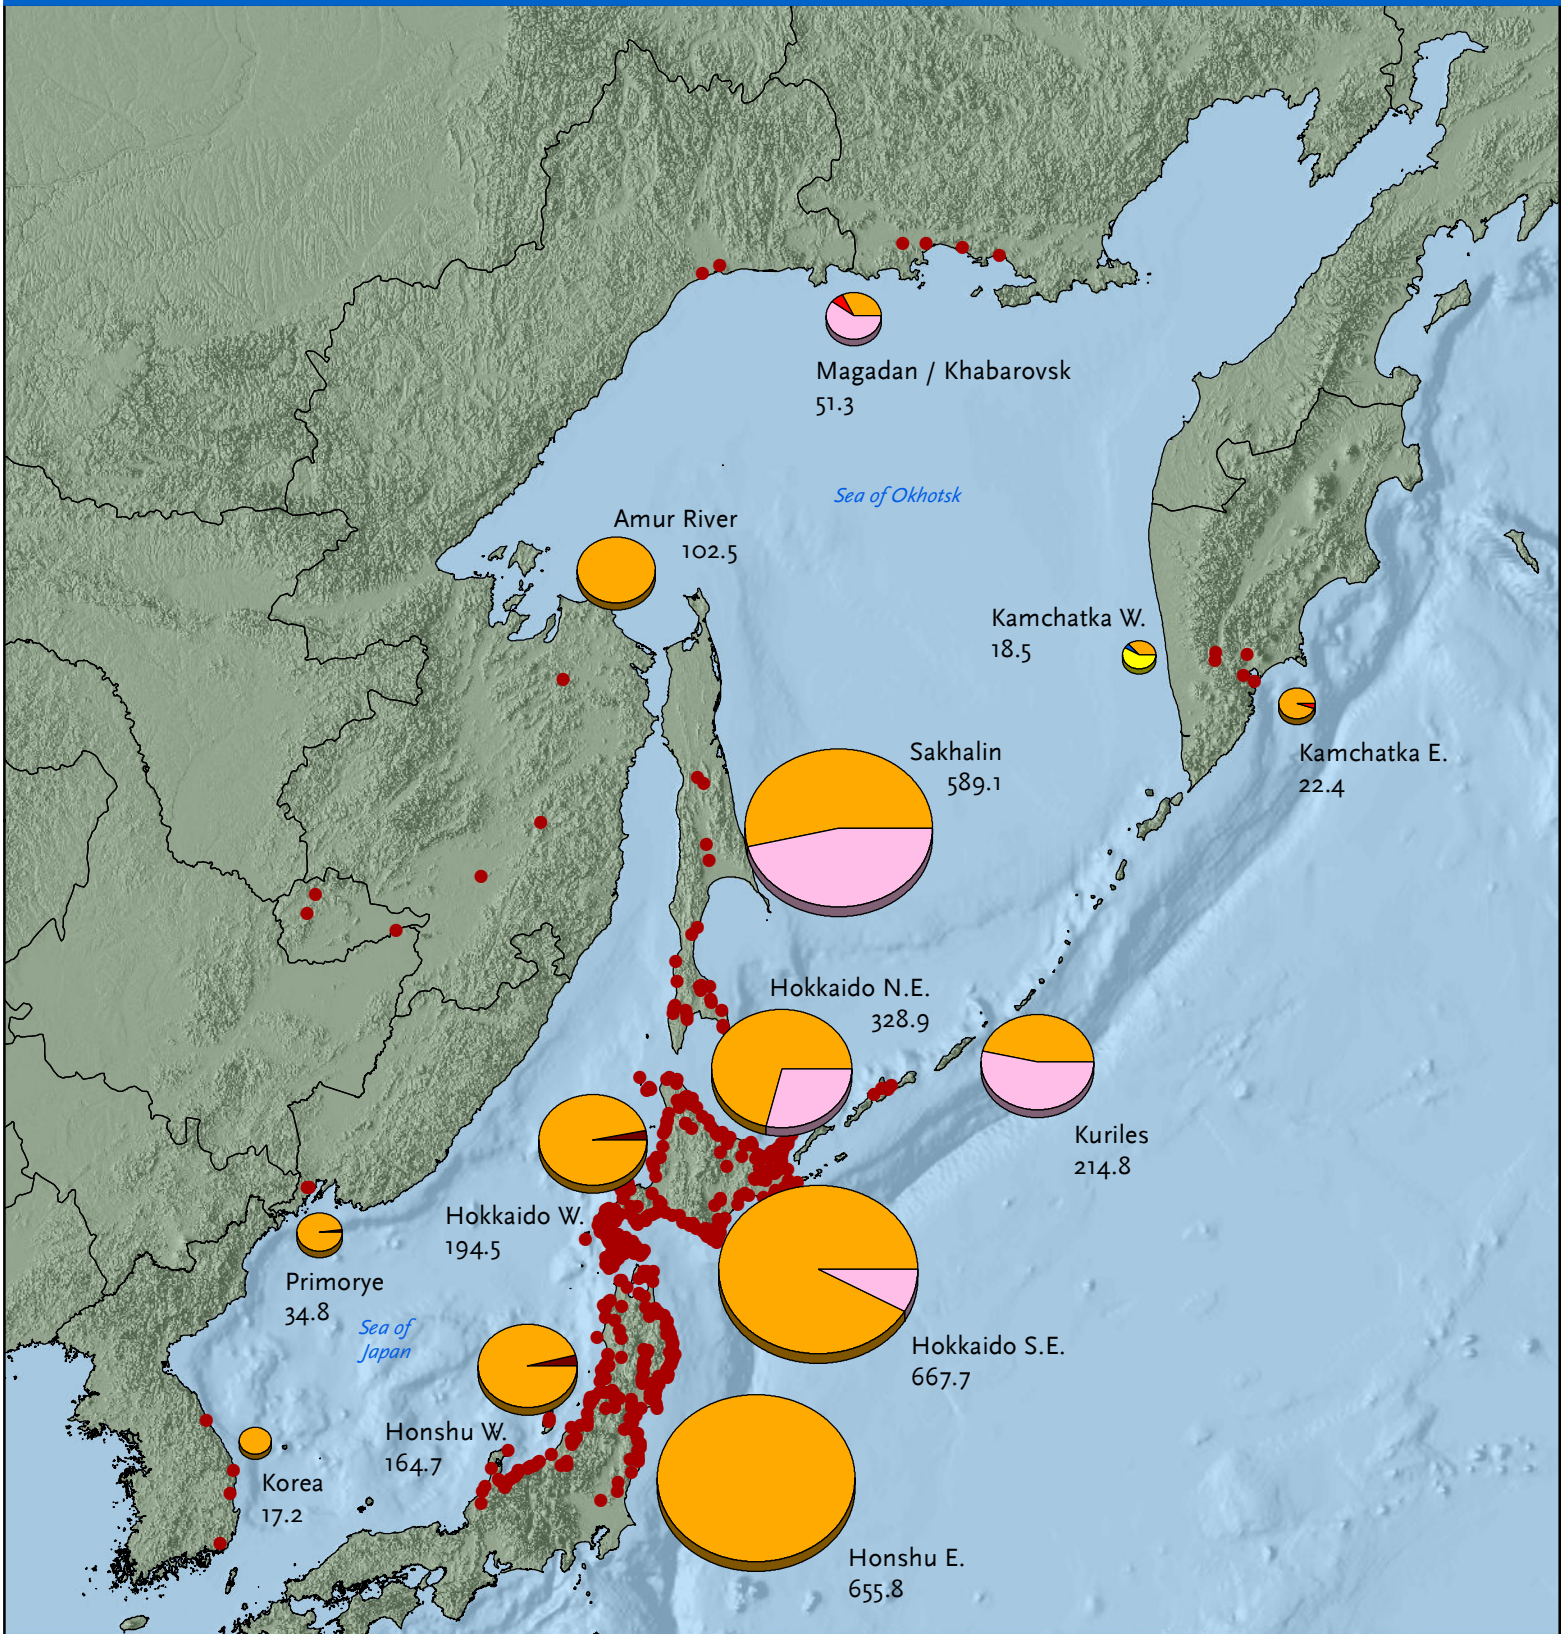 Magadan / Khabarovsk
51.3
Sea of Okhotsk
Amur River
102.5
Kamchatka W.
18.5
Sakhalin
589.1
Kamchatka E.
22.4
Hokkaido N.E.
328.9
Kuriles
214.8
Hokkaido W.
194.5
Primorye
34.8
Sea of
Japan
Hokkaido S.E.
667.7
Honshu W.
164.7
Korea
17.2
Honshu E.
655.8